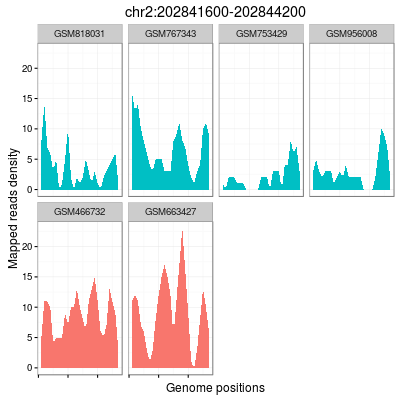 chr2:202841600-202844200
GSM818031 GSM767343 GSM753429 GSM956008
20
15
10
5
0
GSM466732 GSM663427
20
15
10
5
0
Mapped reads density
Genome positions